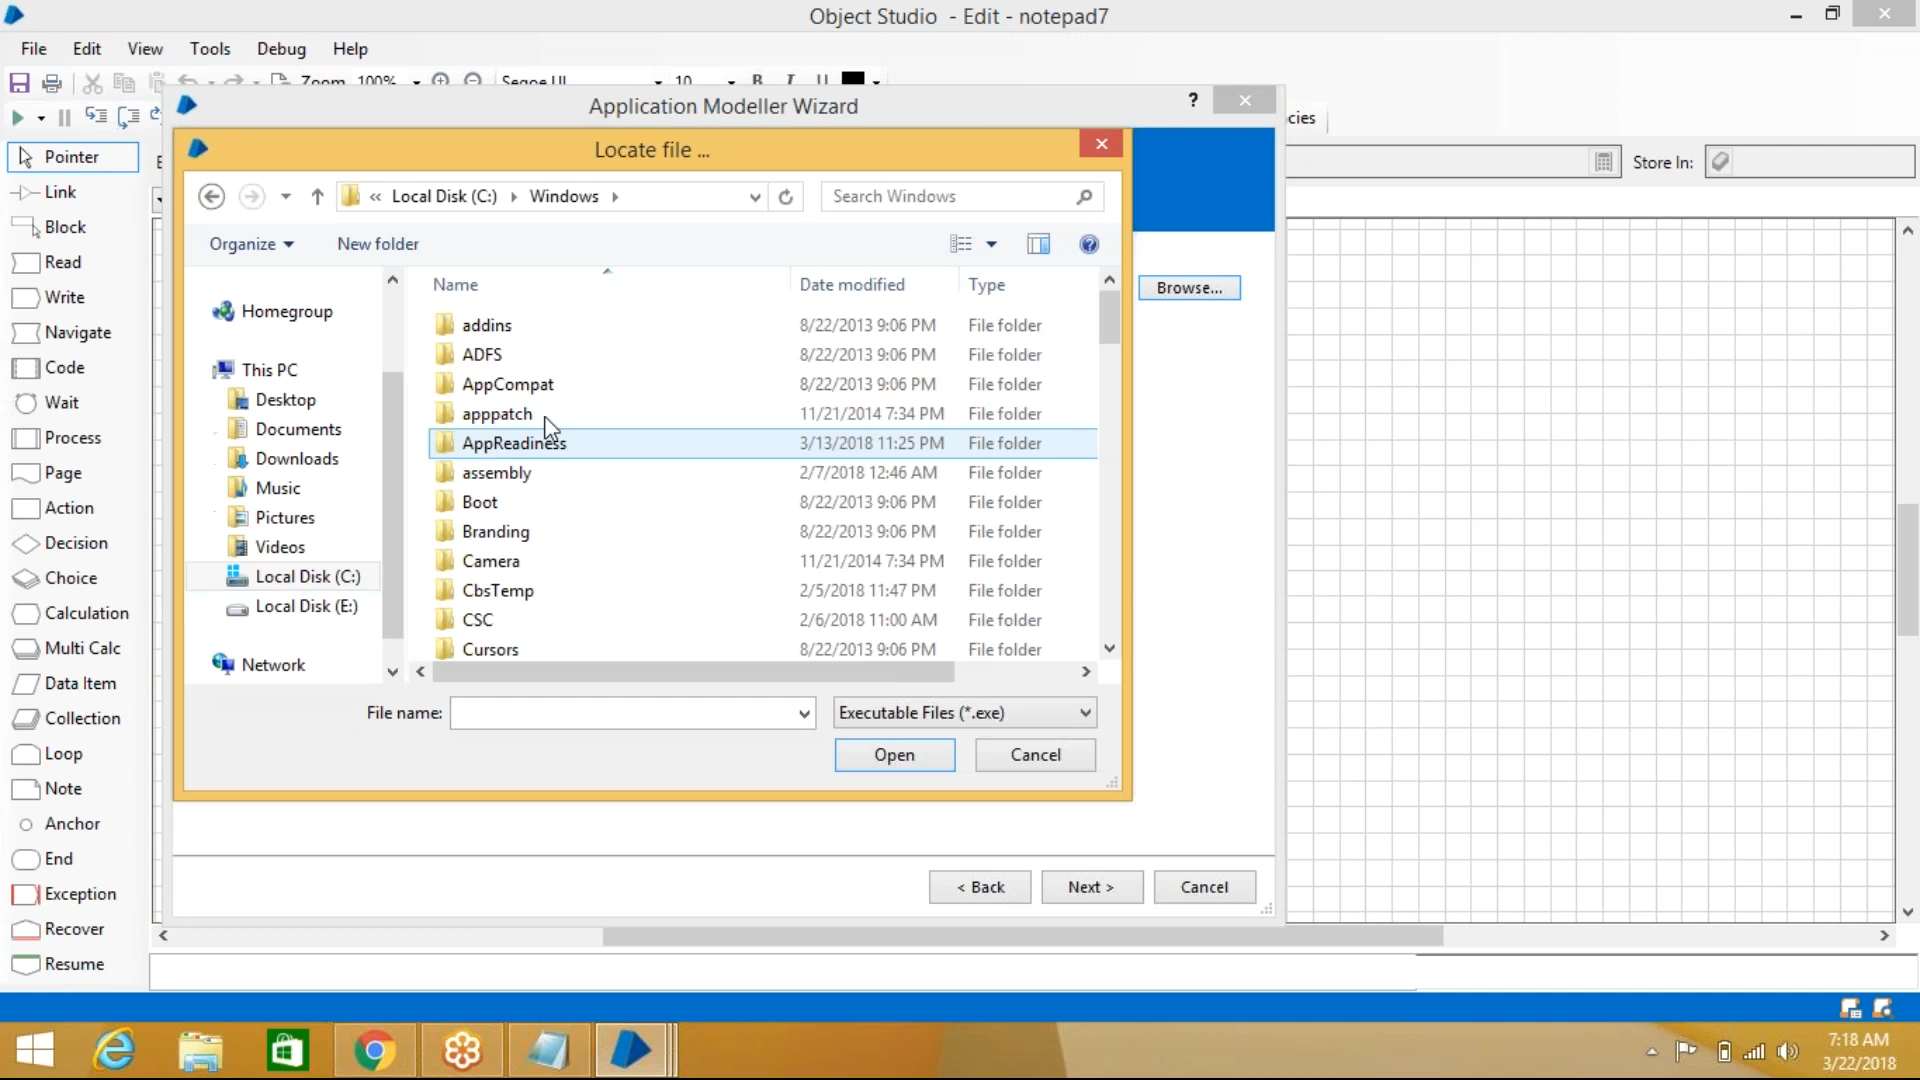 Object Studio - Edit - notepad7
File Edit View Tools Debug Help
Zoom 100% Segoe UI 10 B I U
Application Modeller Wizard
?
cies
Locate file ...
Pointer
Store In:
« Local Disk (C:) Windows
Search Windows
Link
Block
Organize
New folder
Read
Name
Date modified
Type
Browse...
Write
Homegroup
addins 8/22/2013 9:06 PM File folder
Navigate
ADFS 8/22/2013 9:06 PM File folder
Code
This PC
AppCompat 8/22/2013 9:06 PM File folder
Wait
Desktop
apppatch 11/21/2014 7:34 PM File folder
Process
Documents
AppReadiness 3/13/2018 11:25 PM File folder
Page
Downloads
assembly 2/7/2018 12:46 AM File folder
Action
Music
Boot 8/22/2013 9:06 PM File folder
Decision
Pictures
Branding 8/22/2013 9:06 PM File folder
Choice
Videos
Camera 11/21/2014 7:34 PM File folder
Calculation
Local Disk (C:)
CbsTemp 2/5/2018 11:47 PM File folder
Multi Calc
Local Disk (E:)
CSC 2/6/2018 11:00 AM File folder
Data Item
Network
Cursors 8/22/2013 9:06 PM File folder
Collection
File name:
Executable Files (*.exe)
Loop
Open
Cancel
Note
Anchor
End
< Back
Next >
Cancel
Exception
Recover
Resume
7:18 AM
3/22/2018